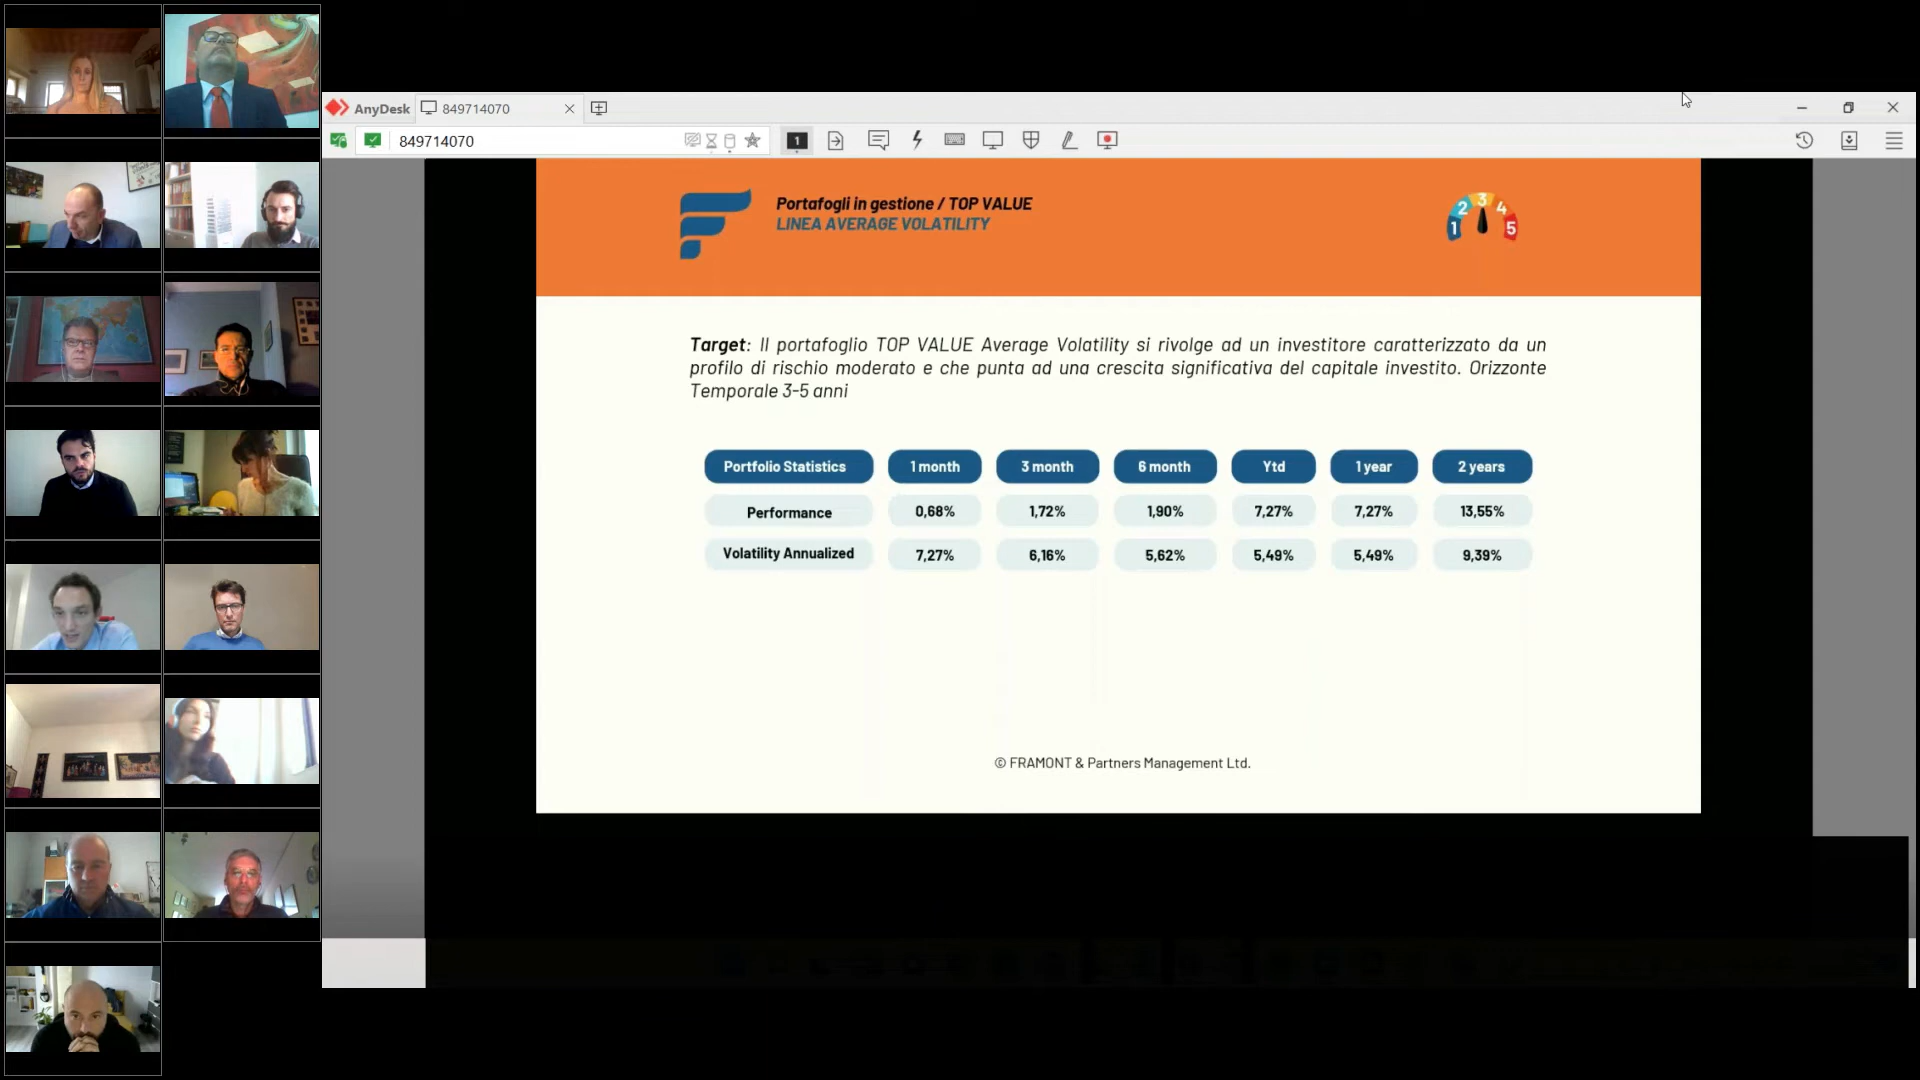 AnyDesk
849714070
849714070
1
Portafogli in gestione / TOP VALUE
LINEA AVERAGE VOLATILITY
1 2 3 4 5
Target: Il portafoglio TOP VALUE Average Volatility si rivolge ad un investitore caratterizzato da un
profilo di rischio moderato e che punta ad una crescita significativa del capitale investito. Orizzonte
Temporale 3-5 anni
Portfolio Statistics 1 month 3 month 6 month Ytd 1 year 2 years
Performance 0,68% 1,72% 1,90% 7,27% 7,27% 13,55%
Volatility Annualized 7,27% 6,16% 5,62% 5,49% 5,49% 9,39%
© FRAMONT & Partners Management Ltd.